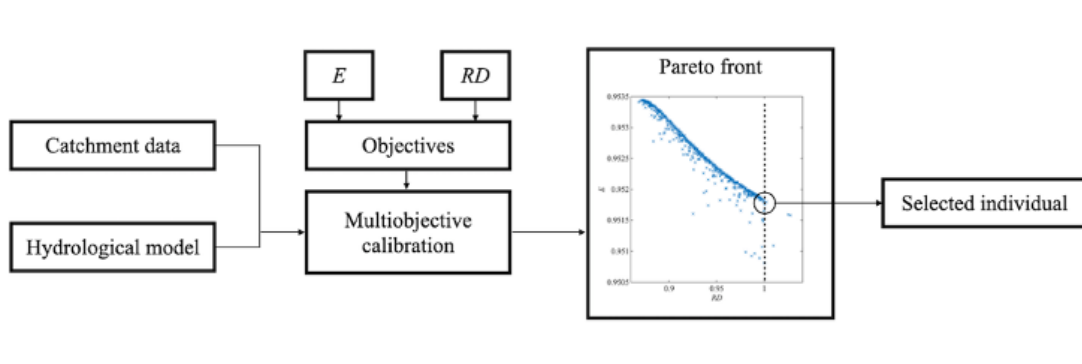 E
RD
Pareto front
Catchment data
Objectives
Multiobjective
calibration
Hydrological model
0.9535
0.953
0.9525
0.952
0.9515
0.951
0.9505
E
0.9
0.95
1
RD
Selected individual